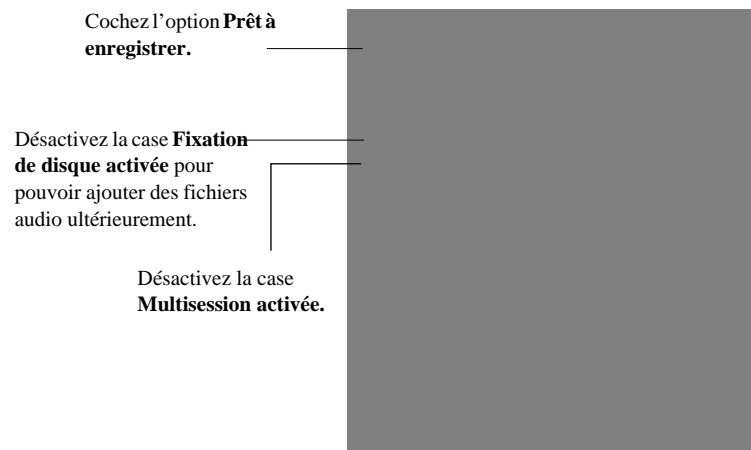 Cochez l'option Prêt à
enregistrer.
Désactivez la case Fixation
de disque activée pour
pouvoir ajouter des fichiers
audio ultérieurement.
Désactivez la case
Multisession activée.